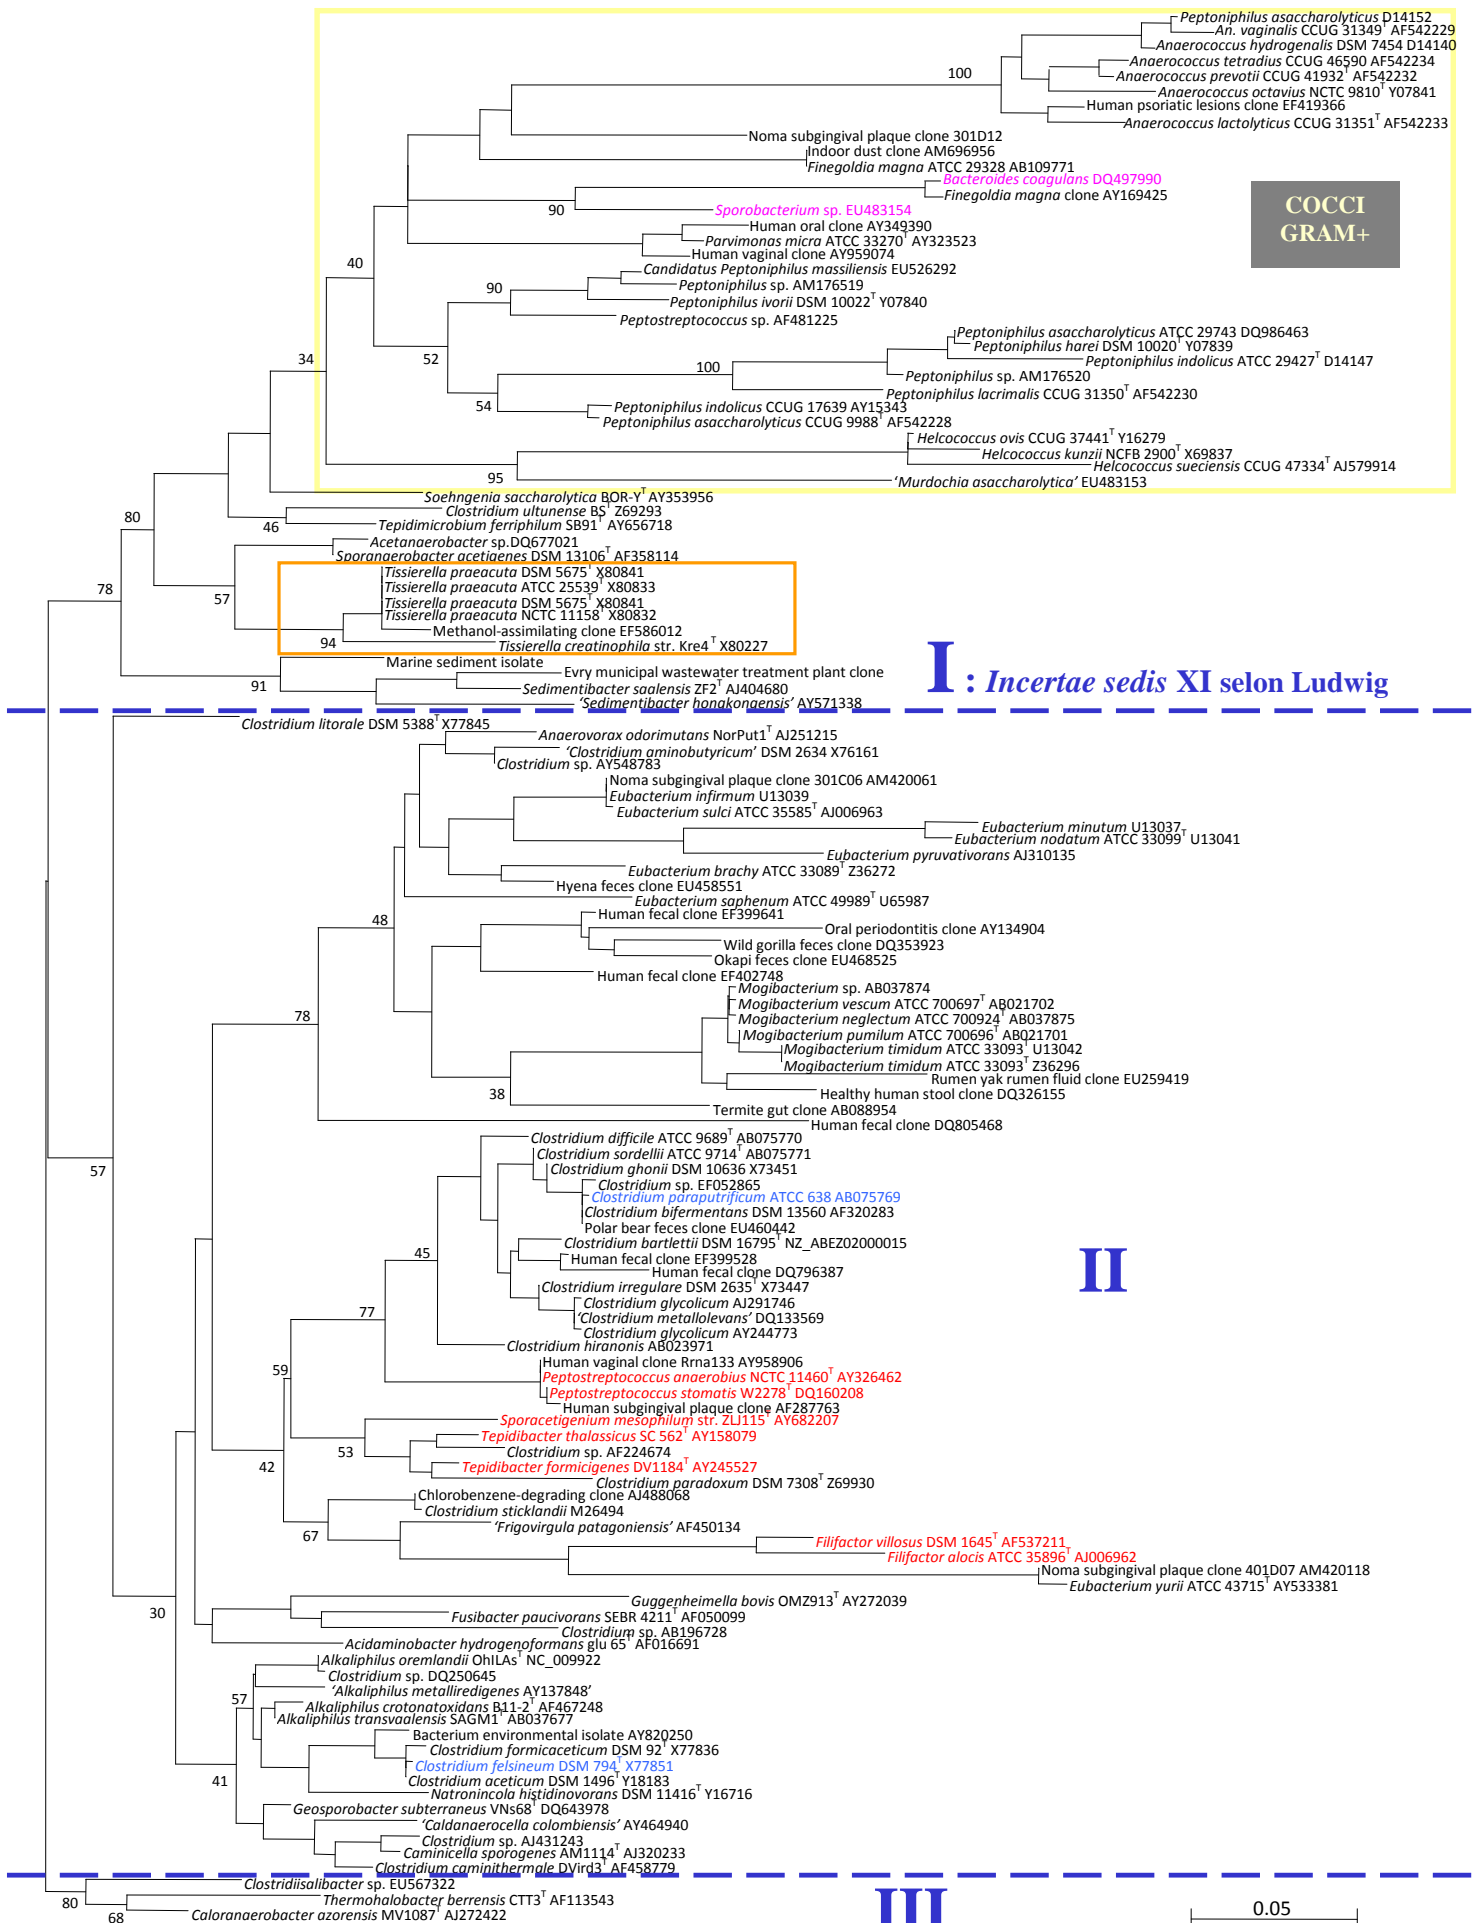 Peptoniphilus asaccharolyticus D14152
An. vaginalis CCUG 31349T AF542229
Anaerococcus hydrogenalis DSM 7454 D14140
Anaerococcus tetradius CCUG 46590 AF542234
100
Anaerococcus prevotii CCUG 41932T AF542232
Anaerococcus octavius NCTC 9810T Y07841
Human psoriatic lesions clone EF419366
Anaerococcus lactolyticus CCUG 31351T AF542233
Noma subgingival plaque clone 301D12
Indoor dust clone AM696956
Finegoldia magna ATCC 29328 AB109771
Bacteroides coagulans DQ497990
Finegoldia magna clone AY169425
90
Sporobacterium sp. EU483154
COCCI
GRAM+
Human oral clone AY349390
Parvimonas micra ATCC 33270T AY323523
Human vaginal clone AY959074
40
Candidatus Peptoniphilus massiliensis EU526292
Peptoniphilus sp. AM176519
90
Peptoniphilus ivorii DSM 10022T Y07840
Peptostreptococcus sp. AF481225
Peptoniphilus asaccharolyticus ATCC 29743 DQ986463
Peptoniphilus harei DSM 10020T Y07839
34
52
Peptoniphilus indolicus ATCC 29427T D14147
100
Peptoniphilus sp. AM176520
Peptoniphilus lacrimalis CCUG 31350T AF542230
54
Peptoniphilus indolicus CCUG 17639 AY15343
Peptoniphilus asaccharolyticus CCUG 9988T AF542228
Helcococcus ovis CCUG 37441T Y16279
Helcococcus kunzii NCFB 2900T X69837
Helcococcus sueciensis CCUG 47334T AJ579914
95
'Murdochia asaccharolytica' EU483153
Soehngenia saccharolytica BOR-YT AY353956
80
Clostridium ultunense BST Z69293
46
Tepidimicrobium ferriphilum SB91T AY656718
Acetanaerobacter sp.DQ677021
Sporanaerobacter acetigenes DSM 13106T AF358114
Tissierella praeacuta DSM 5675T X80841
78
Tissierella praeacuta ATCC 25539T X80833
57
Tissierella praeacuta DSM 5675T X80841
Tissierella praeacuta NCTC 11158T X80832
Methanol-assimilating clone EF586012
94
Tissierella creatinophila str. Kre4T X80227
Marine sediment isolate
Evry municipal wastewater treatment plant clone
91
Sedimentibacter saalensis ZF2T AJ404680
'Sedimentibacter hongkongensis' AY571338
I : Incertae sedis XI selon Ludwig
Clostridium litorale DSM 5388T X77845
Anaerovorax odorimutans NorPut1T AJ251215
'Clostridium aminobutyricum' DSM 2634 X76161
Clostridium sp. AY548783
Noma subgingival plaque clone 301C06 AM420061
Eubacterium infirmum U13039
Eubacterium sulci ATCC 35585T AJ006963
Eubacterium minutum U13037
Eubacterium nodatum ATCC 33099T U13041
Eubacterium pyruvativorans AJ310135
Eubacterium brachy ATCC 33089T Z36272
Hyena feces clone EU458551
Eubacterium saphenum ATCC 49989T U65987
48
Human fecal clone EF399641
Oral periodontitis clone AY134904
Wild gorilla feces clone DQ353923
Okapi feces clone EU468525
Human fecal clone EF402748
Mogibacterium sp. AB037874
Mogibacterium vescum ATCC 700697T AB021702
78
Mogibacterium neglectum ATCC 700924T AB037875
Mogibacterium pumilum ATCC 700696T AB021701
Mogibacterium timidum ATCC 33093T U13042
Mogibacterium timidum ATCC 33093T Z36296
Rumen yak rumen fluid clone EU259419
38
Healthy human stool clone DQ326155
Termite gut clone AB088954
Human fecal clone DQ805468
57
Clostridium difficile ATCC 9689T AB075770
Clostridium sordellii ATCC 9714T AB075771
Clostridium ghonii DSM 10636 X73451
Clostridium sp. EF052865
Clostridium paraputrificum ATCC 638 AB075769
Clostridium bifermentans DSM 13560 AF320283
Polar bear feces clone EU460442
45
Clostridium bartlettii DSM 16795T NZ_ABEZ02000015
Human fecal clone EF399528
Human fecal clone DQ796387
II
Clostridium irregulare DSM 2635T X73447
77
Clostridium glycolicum AJ291746
'Clostridium metallolevans' DQ133569
Clostridium glycolicum AY244773
Clostridium hiranonis AB023971
59
Human vaginal clone Rrna133 AY958906
Peptostreptococcus anaerobius NCTC 11460T AY326462
Peptostreptococcus stomatis W2278T DQ160208
Human subgingival plaque clone AF287763
Sporacetigenium mesophilum str. ZLJ115T AY682207
Tepidibacter thalassicus SC 562T AY158079
53
Clostridium sp. AF224674
42
Tepidibacter formicigenes DV1184T AY245527
Clostridium paradoxum DSM 7308T Z69930
Chlorobenzene-degrading clone AJ488068
Clostridium sticklandii M26494
67
'Frigovirgula patagoniensis' AF450134
Filifactor villosus DSM 1645T AF537211
Filifactor alocis ATCC 35896T AJ006962
Noma subgingival plaque clone 401D07 AM420118
Eubacterium yurii ATCC 43715T AY533381
30
Guggenheimella bovis OMZ913T AY272039
Fusibacter paucivorans SEBR 4211T AF050099
Clostridium sp. AB196728
Acidaminobacter hydrogenoformans glu 65T AF016691
Alkaliphilus oremlandii OhILAsT NC_009922
Clostridium sp. DQ250645
57
'Alkaliphilus metalliredigenes AY137848'
Alkaliphilus crotonatoxidans B11-2T AF467248
Alkaliphilus transvaalensis SAGM1T AB037677
Bacterium environmental isolate AY820250
Clostridium formicaceticum DSM 92T X77836
Clostridium felsineum DSM 794T X77851
41
Clostridium aceticum DSM 1496T Y18183
Natronincola histidinovorans DSM 11416T Y16716
Geosporobacter subterraneus VNs68T DQ643978
'Caldanaerocella colombiensis' AY464940
Clostridium sp. AJ431243
Caminicella sporogenes AM1114T AJ320233
Clostridium caminithermale DVird3T AF458779
Clostridiisalibacter sp. EU567322
80
Thermohalobacter berrensis CTT3T AF113543
68
Caloranaerobacter azorensis MV1087T AJ272422
III
0.05